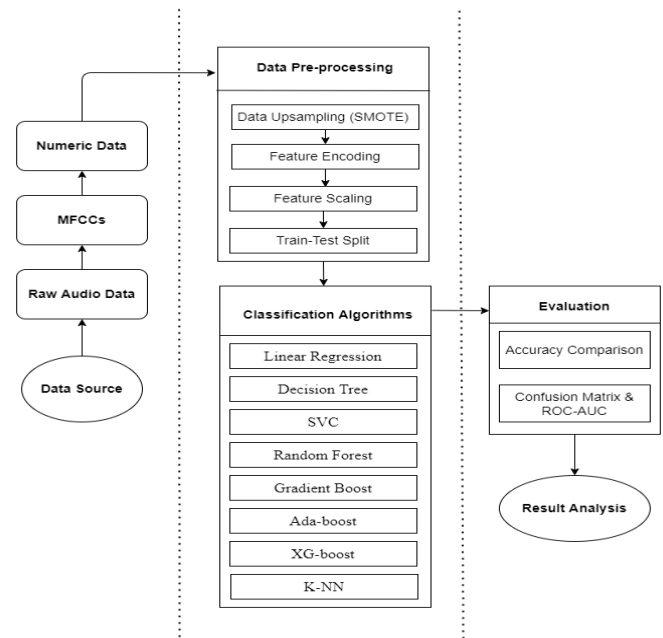 Numeric Data
MFCCs
Raw Audio Data
Data Source
Data Pre-processing
Data Upsampling (SMOTE)
Feature Encoding
Feature Scaling
Train-Test Split
Classification Algorithms
Linear Regression
Decision Tree
SVC
Random Forest
Gradient Boost
Ada-boost
XG-boost
K-NN
Evaluation
Accuracy Comparison
Confusion Matrix &
ROC-AUC
Result Analysis